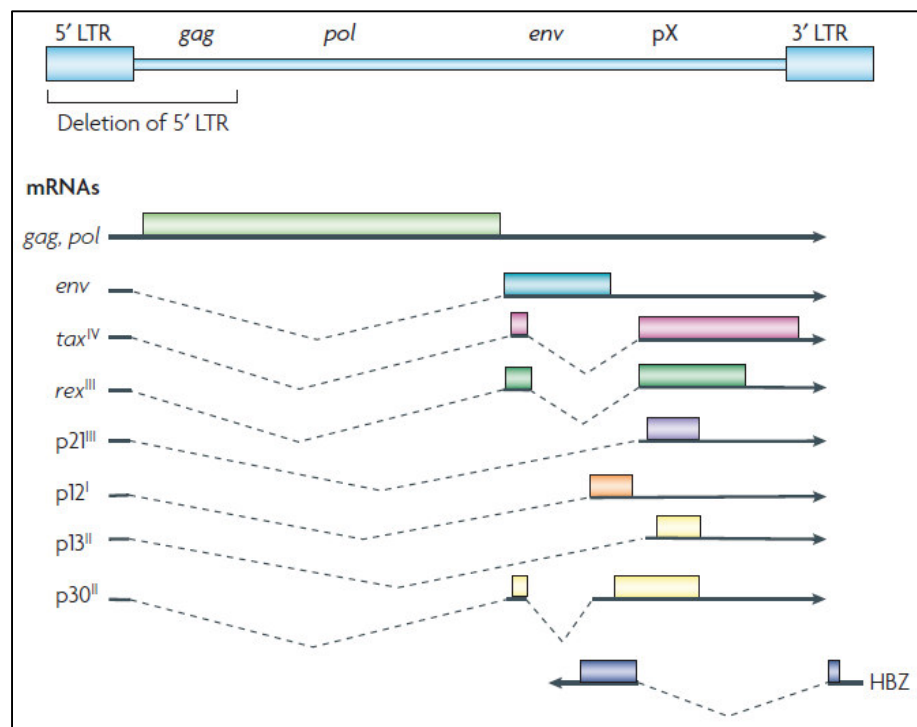 5′ LTR gag pol env pX 3′ LTR
Deletion of 5′ LTR
mRNAs
gag, pol
env
taxIV
rexIII
p21III
p12I
p13II
p30II
HBZ